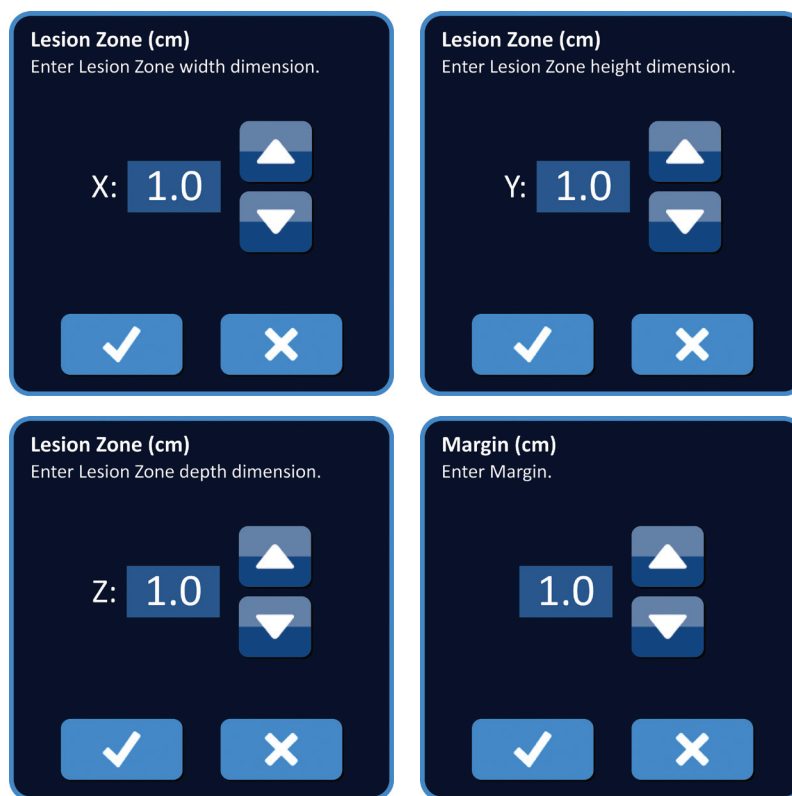 Lesion Zone (cm)
Enter Lesion Zone width dimension.
X: 1.0
Lesion Zone (cm)
Enter Lesion Zone height dimension.
Y: 1.0
Lesion Zone (cm)
Enter Lesion Zone depth dimension.
Z: 1.0
Margin (cm)
Enter Margin.
1.0